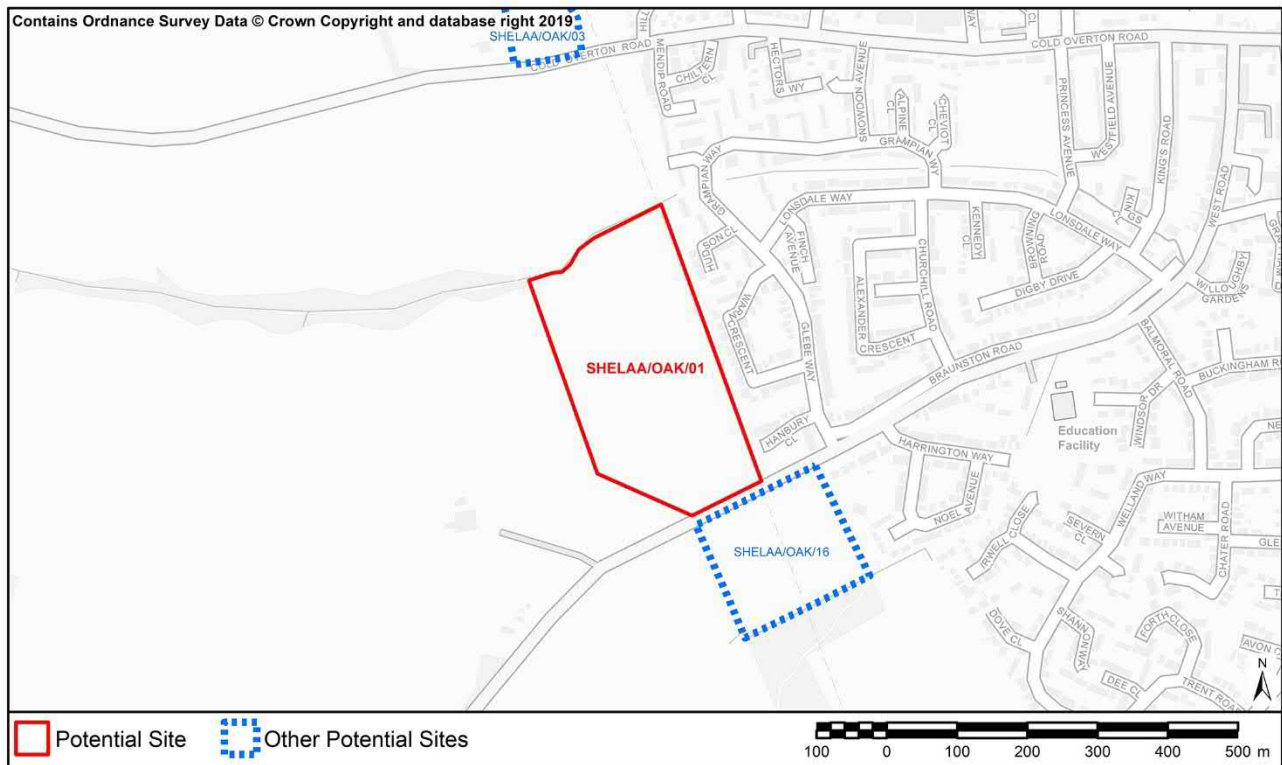 Contains Ordnance Survey Data © Crown Copyright and database right 2019
SHELAA/OAK/03
COLD OVERTON ROAD
MENDIP ROAD
CHILTERN
CL
HECTORS
WY
SNOWDON AVENUE
ALPINE
CL
CHEVIOT
CL
COLD OVERTON ROAD
PRINCESS AVENUE
WESTFIELD AVENUE
KING'S ROAD
WEST ROAD
GRAMPIAN WAY
GRAMPIAN WY
LONSDALE WAY
LONSDALE WAY
HUDSON CL
FINCH
AVENUE
KENNEDY
CL
BROWNING
ROAD
KING'S
CL
DIGBY DRIVE
WILLOUGHBY
GARDENS
CHURCHILL ROAD
ALEXANDER
CRESCENT
WARN
CRESCENT
GLEBE WAY
BRAUNSTON ROAD
BALMORAL ROAD
BUCKINGHAM R
WINDSOR DR
SHELAA/OAK/01
HANBURY
CL
HARRINGTON WAY
NOEL AVENUE
Education
Facility
NE
WELLAND WAY
WITHAM
AVENUE
CHATER ROAD
GLE
SEVERN
CL
IRWELL CLOSE
SHELAA/OAK/16
DOVE CL
SHANNON WAY
FORTH CLOSE
DEE CL
TRENT ROAD
AVON C
N
Potential Site
Other Potential Sites
100 0 100 200 300 400 500 m